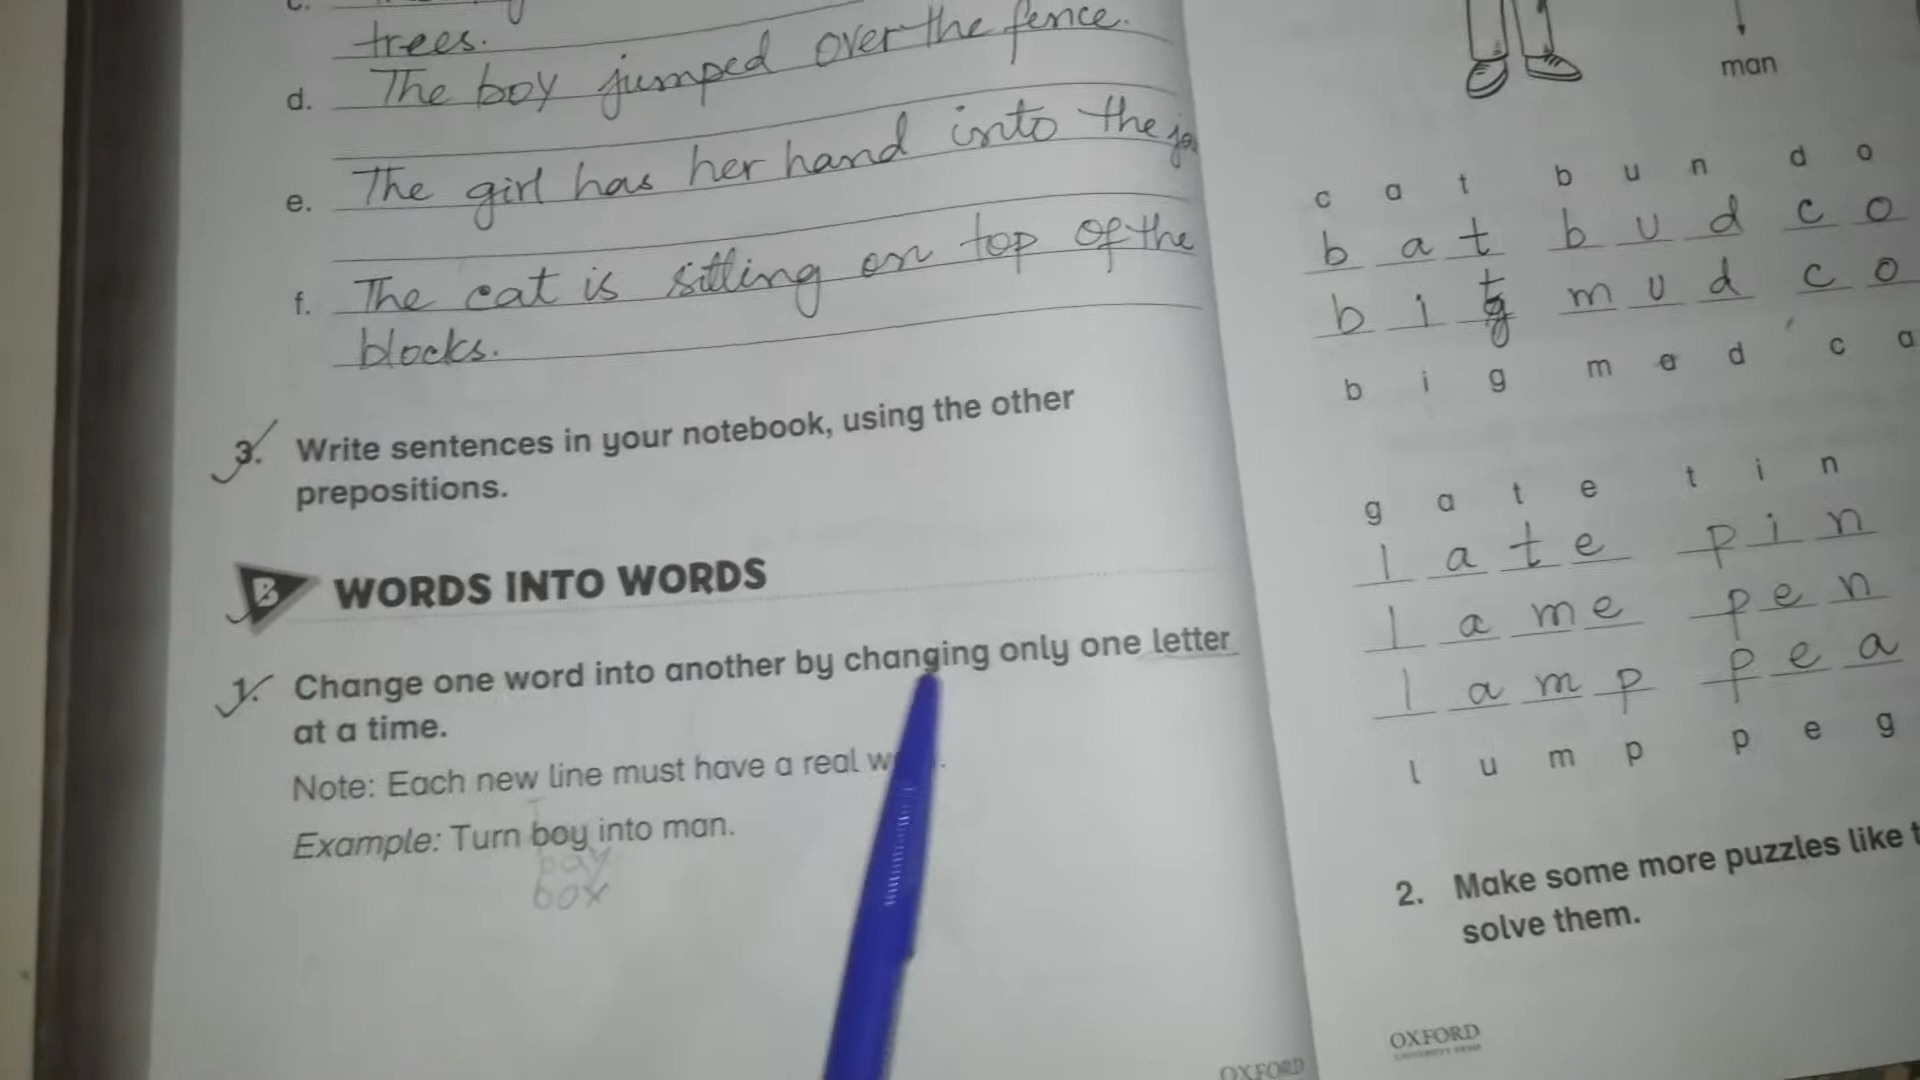 c.
trees.
d. The boy jumped over the fence.
e. The girl has her hand into the
f. The cat is sitting on top of the
blocks.
3. Write sentences in your notebook, using the other
prepositions.
B WORDS INTO WORDS
1. Change one word into another by changing only one letter
at a time.
Note: Each new line must have a real
Example: Turn boy into man.
bay
box
OXFORD
man
c a t b u n d o
b a t b u d c o
b i t m u d c o
b i g m a d c a
g a t e t i n
l a t e p i n
l a m e p e n
l a m p p e a
l u m p p e g
2. Make some more puzzles like
solve them.
OXFORD
UNIVERSITY PRESS